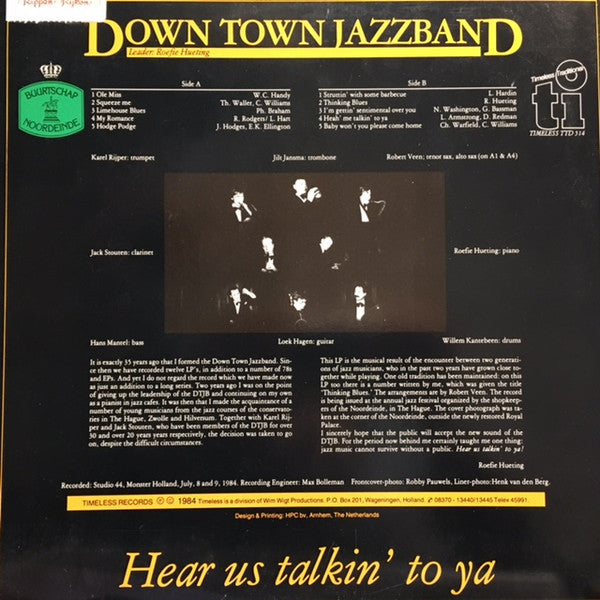 Rippen Rijken
DOWN TOWN JAZZBAND
Leader: Roefie Hueting
BUURTSCHAP
NOORDEINDE
Side A
1 Ole Miss W.C. Handy
2 Squeeze me Th. Waller, C. Williams
3 Limehouse Blues Ph. Braham
4 My Romance R. Rodgers/ L. Hart
5 Hodge Podge J. Hodges, E.K. Ellington
Side B
1 Struttin' with some barbecue L. Hardin
2 Thinking Blues R. Hueting
3 I'm gettin' sentimental over you N. Washington, G. Bassman
4 Heah' me talkin' to ya L. Armstrong, D. Redman
5 Baby won't you please come home Ch. Warfield, C. Williams
Timeless Traditional
ti
TIMELESS TTD 514
Karel Rijper: trumpet
Jilt Jansma: trombone
Robert Veen: tenor sax, alto sax (on A1 & A4)
Jack Stouten: clarinet
Roefie Hueting: piano
Hans Mantel: bass
Loek Hagen: guitar
Willem Kantebeen: drums
It is exactly 35 years ago that I formed the Down Town Jazzband. Sin-
ce then we have recorded twelve LP's, in addition to a number of 78s
and EPs. And yet I do not regard the record which we have made now
as just an addition to a long series. Two years ago I was on the point
of giving up the leadership of the DTJB and continuing on my own
as a pianist in jazz cafes. It was then that I made the acquaintance of a
number of young musicians from the jazz courses of the conservato-
ries in The Hague, Zwolle and Hilversum. Together with Karel Rij-
per and Jack Stouten, who have been members of the DTJB for over
30 and over 20 years respectively, the decision was taken to go
on, despite the difficult circumstances.
This LP is the musical result of the encounter between two generati-
ons of jazz musicians, who in the past two years have grown close to-
gether while playing. One old tradition has been maintained: on this
LP too there is a number written by me, which was given the title
'Thinking Blues.' The arrangements are by Robert Veen. The record
is being issued at the annual jazz festival organized by the shopkeep-
ers of the Noordeinde, in The Hague. The cover photograph was ta-
ken at the corner of the Noordeinde, outside the newly restored Royal
Palace.
I sincerely hope that the public will accept the new sound of the
DTJB. For the period now behind me certainly taught me one thing:
jazz music cannot survive without a public. Hear us talkin' to ya!
Roefie Hueting
Recorded: Studio 44, Monster Holland, July. 8 and 9, 1984. Recording Engineer: Max Bolleman Fronscover-photo: Robby Pauwels, Liner-photo:Henk van den Berg.
TIMELESS RECORDS ℗ © 1984 Timeless is a division of Wim Wigt Productions. P.O. Box 201, Wageningen, Holland. ✆ 08370 - 13440/13445 Telex 45991.
Design & Printing: HPC bv. Arnhem, The Netherlands
Hear us talkin' to ya